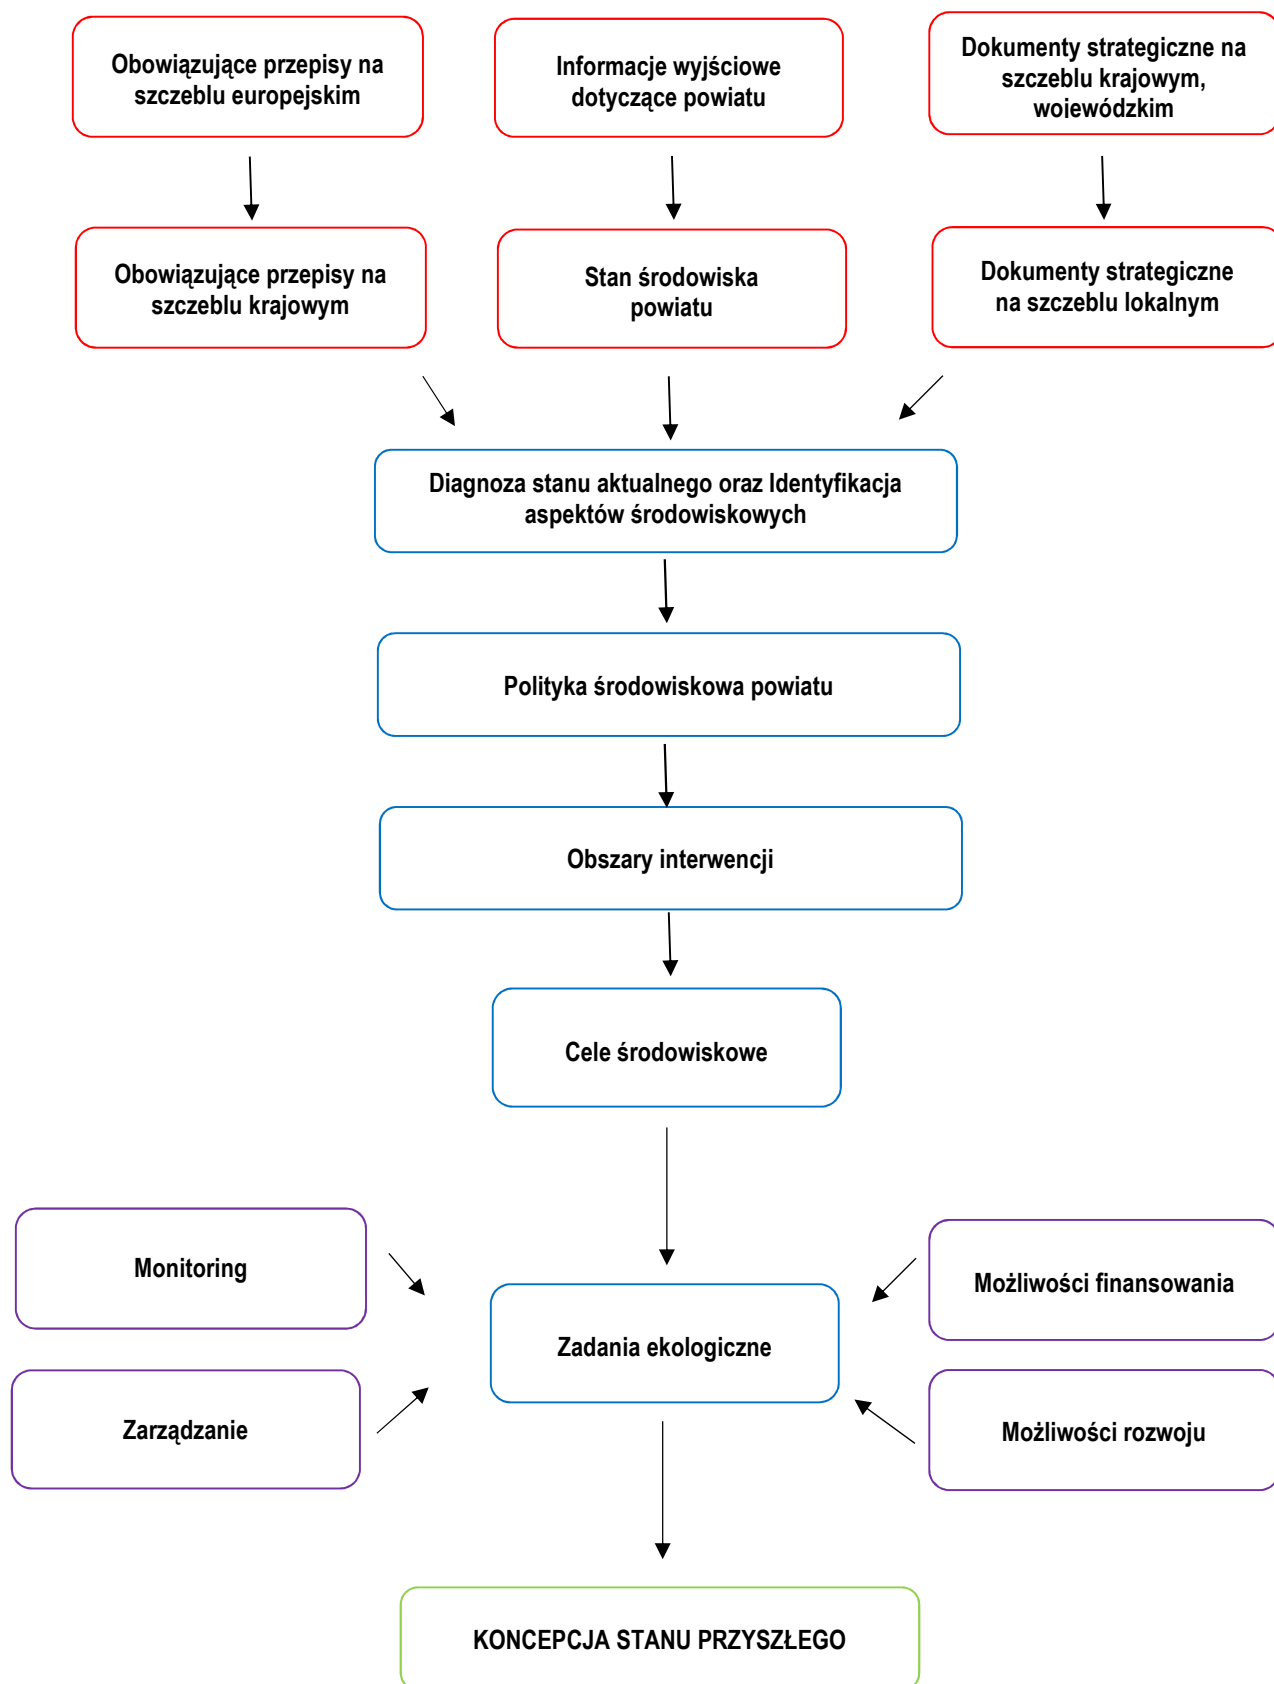 Obowiązujące przepisy na
szczeblu europejskim
Informacje wyjściowe
dotyczące powiatu
Dokumenty strategiczne na
szczeblu krajowym,
wojewódzkim
Obowiązujące przepisy na
szczeblu krajowym
Stan środowiska
powiatu
Dokumenty strategiczne
na szczeblu lokalnym
Diagnoza stanu aktualnego oraz Identyfikacja
aspektów środowiskowych
Polityka środowiskowa powiatu
Obszary interwencji
Cele środowiskowe
Monitoring
Możliwości finansowania
Zadania ekologiczne
Zarządzanie
Możliwości rozwoju
KONCEPCJA STANU PRZYSZŁEGO